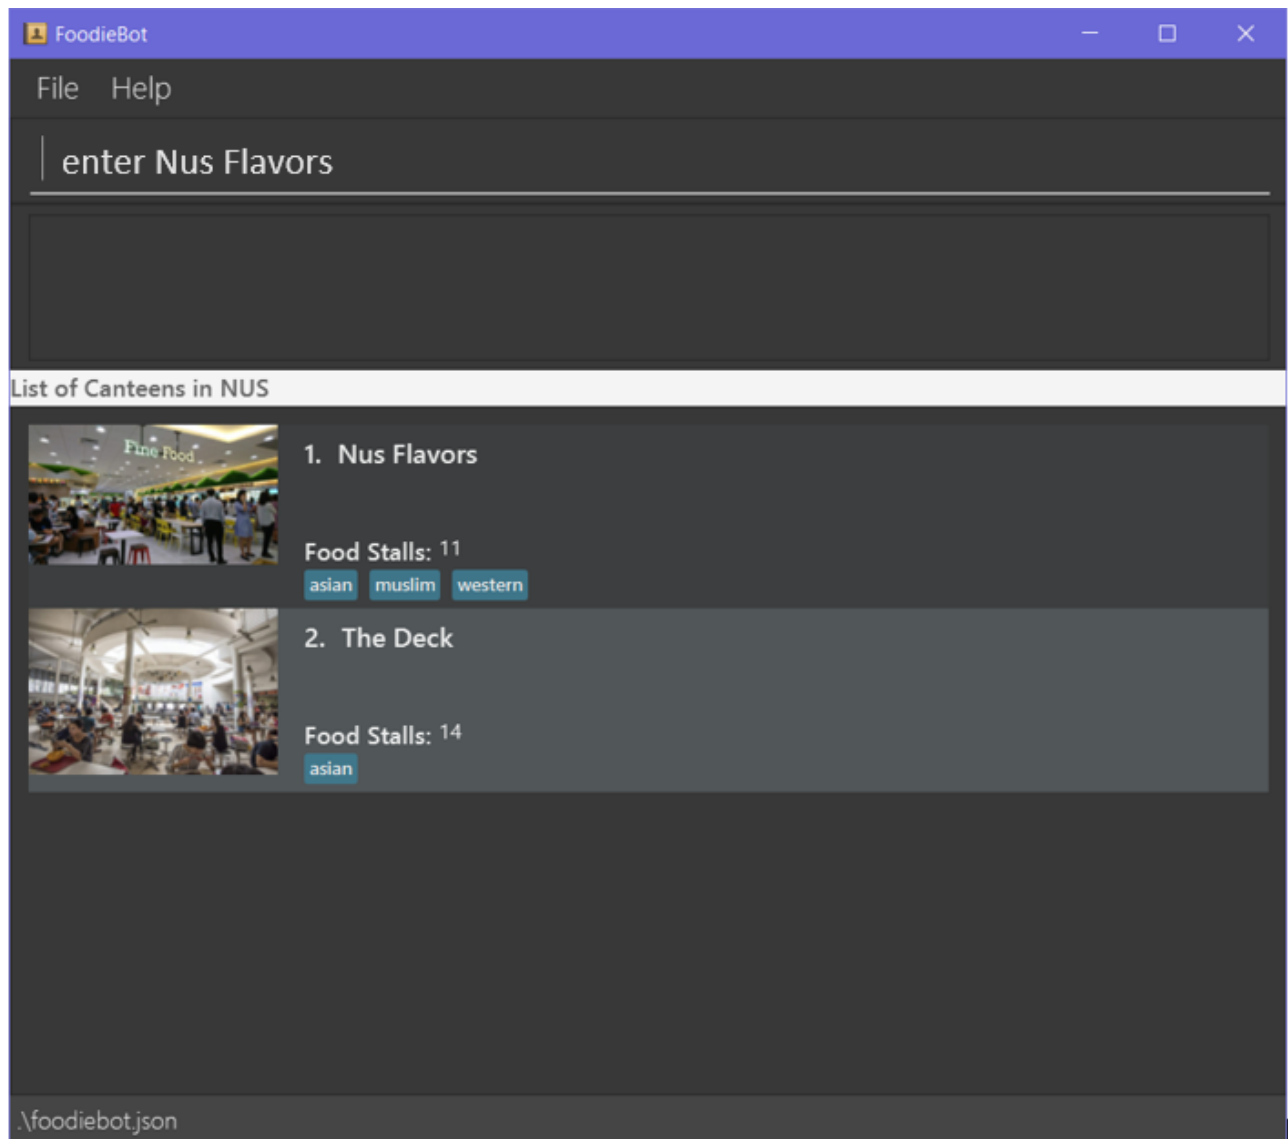 FoodieBot
File Help
enter Nus Flavors
List of Canteens in NUS
Fine Food
1. Nus Flavors
Food Stalls: 11
asian muslim western
2. The Deck
Food Stalls: 14
asian
.\foodiebot.json